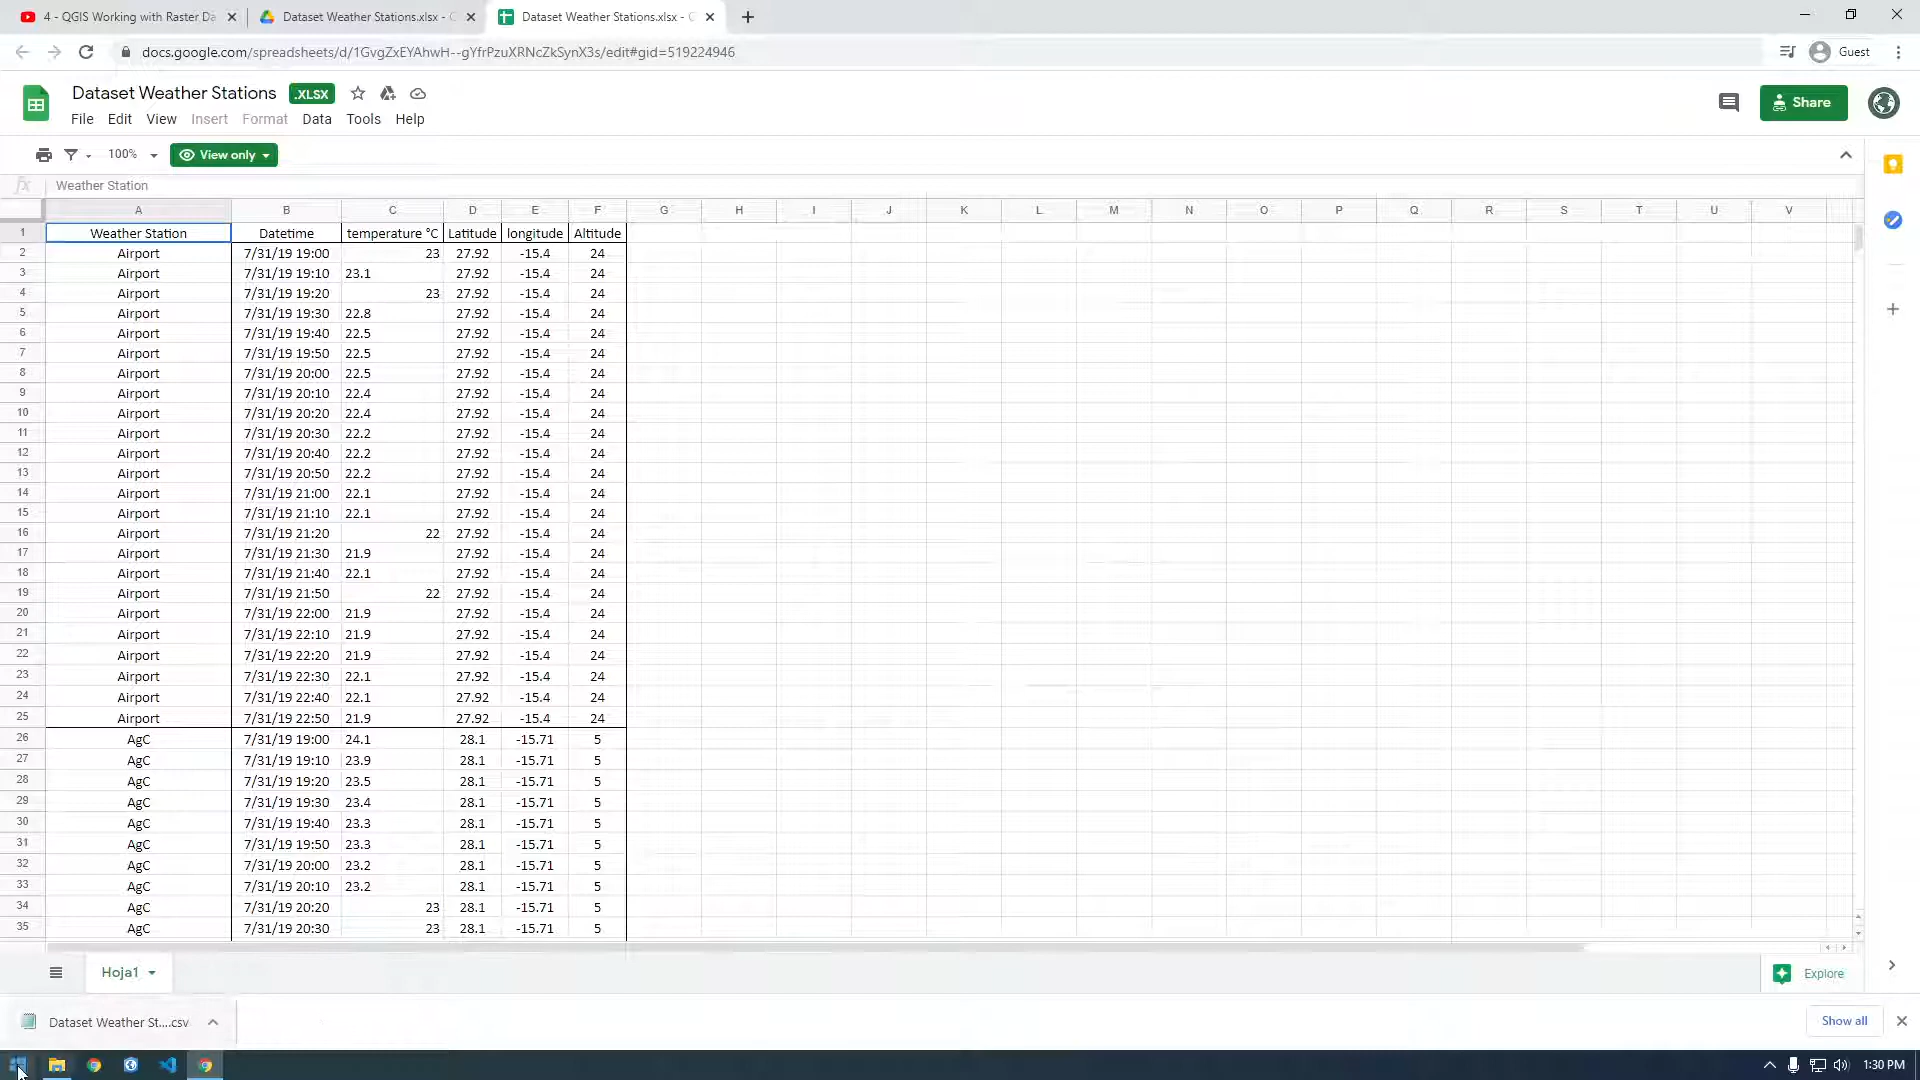 4 - QGIS Working with Raster Da
Dataset Weather Stations.xlsx - G
Dataset Weather Stations.xlsx - G
docs.google.com/spreadsheets/d/1GvgZxEYAhwH--gYfrPzuXRNcZkSynX3s/edit#gid=519224946
Guest
Dataset Weather Stations .XLSX
Share
File Edit View Insert Format Data Tools Help
100% View only
fx Weather Station
A B C D E F G H I J K L M N O P Q R S T U V
1 Weather Station Datetime temperature °C Latitude longitude Altitude
2 Airport 7/31/19 19:00 23 27.92 -15.4 24
3 Airport 7/31/19 19:10 23.1 27.92 -15.4 24
4 Airport 7/31/19 19:20 23 27.92 -15.4 24
5 Airport 7/31/19 19:30 22.8 27.92 -15.4 24
6 Airport 7/31/19 19:40 22.5 27.92 -15.4 24
7 Airport 7/31/19 19:50 22.5 27.92 -15.4 24
8 Airport 7/31/19 20:00 22.5 27.92 -15.4 24
9 Airport 7/31/19 20:10 22.4 27.92 -15.4 24
10 Airport 7/31/19 20:20 22.4 27.92 -15.4 24
11 Airport 7/31/19 20:30 22.2 27.92 -15.4 24
12 Airport 7/31/19 20:40 22.2 27.92 -15.4 24
13 Airport 7/31/19 20:50 22.2 27.92 -15.4 24
14 Airport 7/31/19 21:00 22.1 27.92 -15.4 24
15 Airport 7/31/19 21:10 22.1 27.92 -15.4 24
16 Airport 7/31/19 21:20 22 27.92 -15.4 24
17 Airport 7/31/19 21:30 21.9 27.92 -15.4 24
18 Airport 7/31/19 21:40 22.1 27.92 -15.4 24
19 Airport 7/31/19 21:50 22 27.92 -15.4 24
20 Airport 7/31/19 22:00 21.9 27.92 -15.4 24
21 Airport 7/31/19 22:10 21.9 27.92 -15.4 24
22 Airport 7/31/19 22:20 21.9 27.92 -15.4 24
23 Airport 7/31/19 22:30 22.1 27.92 -15.4 24
24 Airport 7/31/19 22:40 22.1 27.92 -15.4 24
25 Airport 7/31/19 22:50 21.9 27.92 -15.4 24
26 AgC 7/31/19 19:00 24.1 28.1 -15.71 5
27 AgC 7/31/19 19:10 23.9 28.1 -15.71 5
28 AgC 7/31/19 19:20 23.5 28.1 -15.71 5
29 AgC 7/31/19 19:30 23.4 28.1 -15.71 5
30 AgC 7/31/19 19:40 23.3 28.1 -15.71 5
31 AgC 7/31/19 19:50 23.3 28.1 -15.71 5
32 AgC 7/31/19 20:00 23.2 28.1 -15.71 5
33 AgC 7/31/19 20:10 23.2 28.1 -15.71 5
34 AgC 7/31/19 20:20 23 28.1 -15.71 5
35 AgC 7/31/19 20:30 23 28.1 -15.71 5
Hoja1
Explore
Dataset Weather St....csv
Show all
1:30 PM